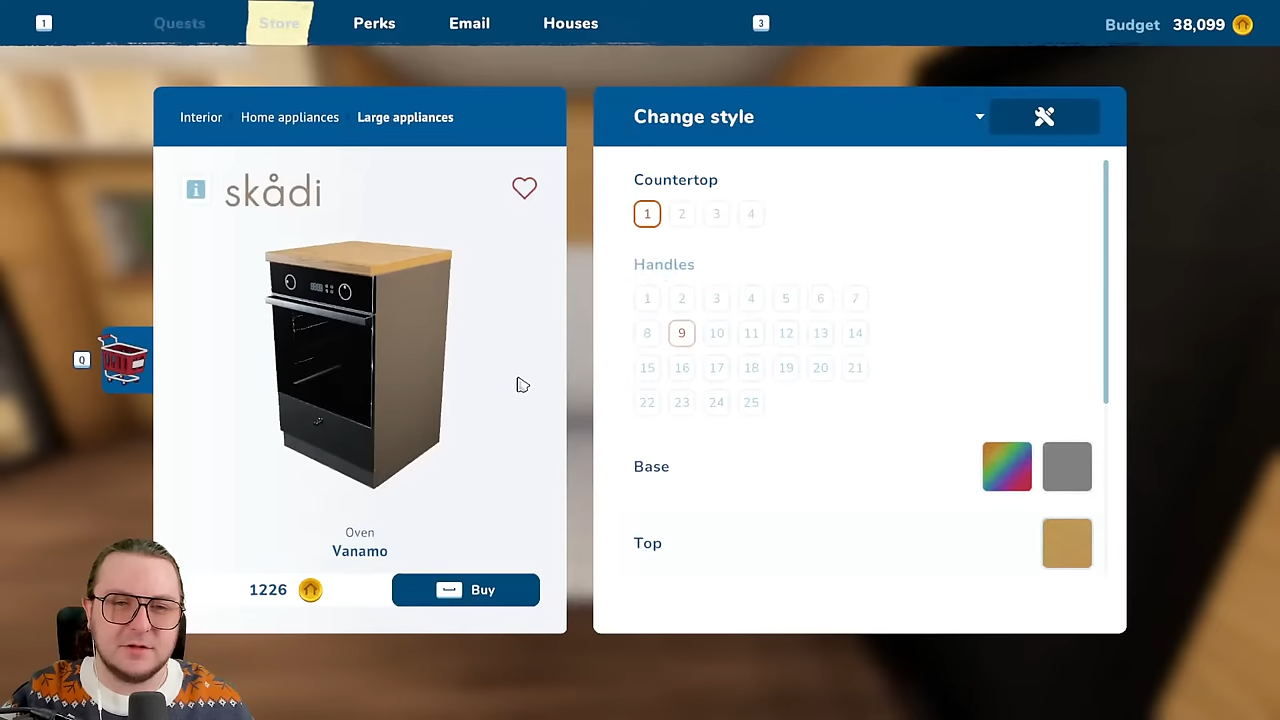 1 Quests Store Perks Email Houses 3 Budget 38,099
Interior Home appliances Large appliances
Change style
i skådi
Countertop
1 2 3 4
Handles
1 2 3 4 5 6 7
8 9 10 11 12 13 14
15 16 17 18 19 20 21
22 23 24 25
Q
Base
Top
Oven
Vanamo
1226 Buy